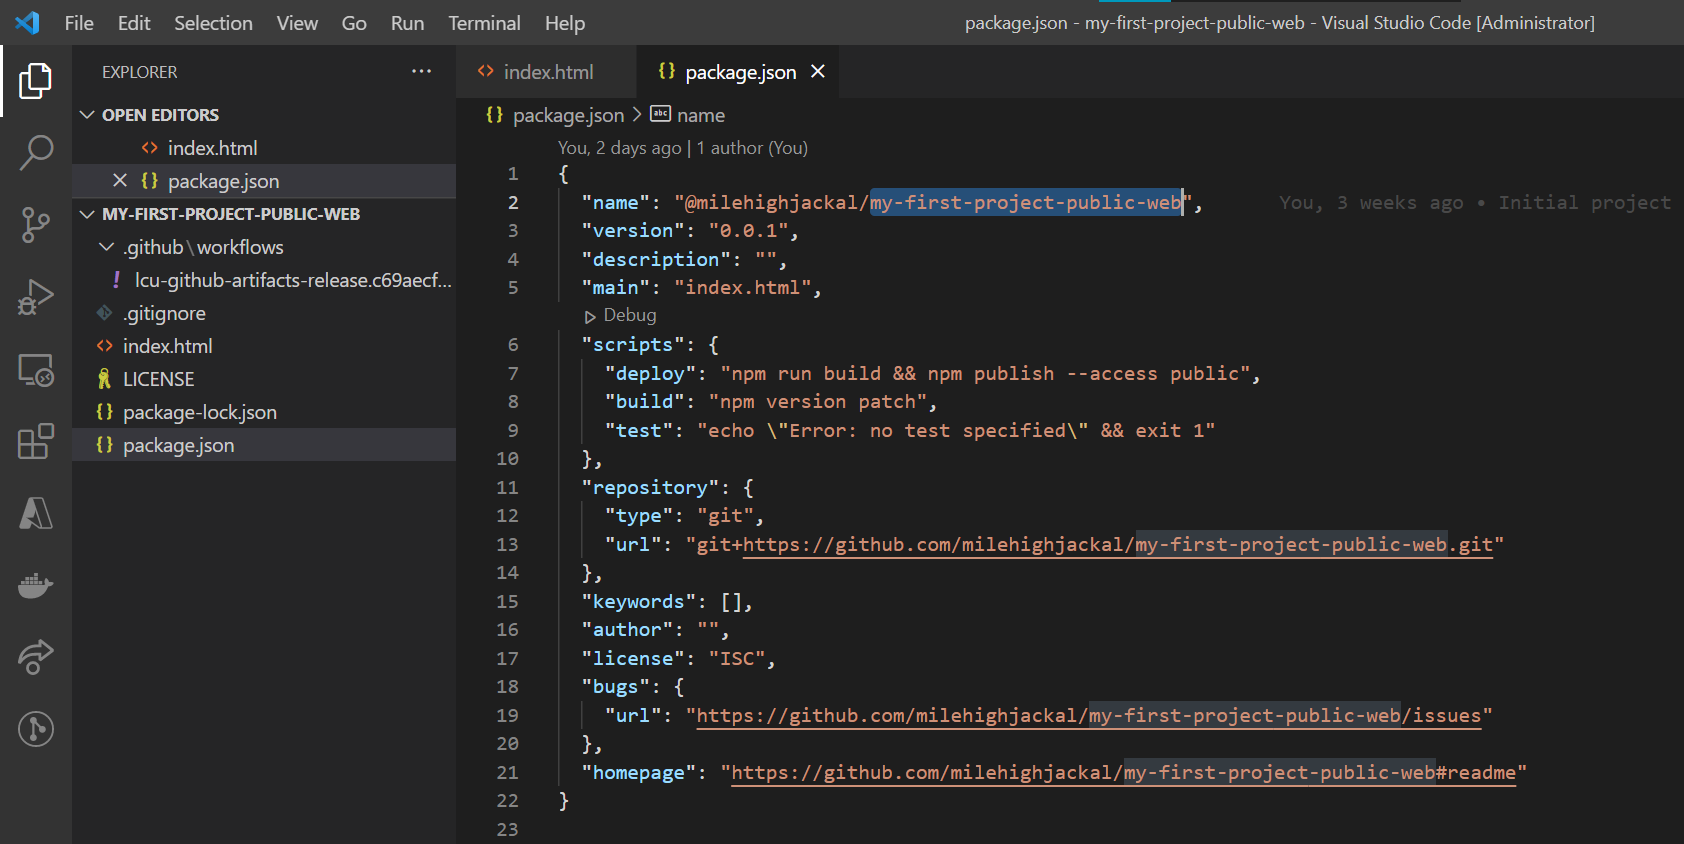 File Edit Selection View Go Run Terminal Help
package.json - my-first-project-public-web - Visual Studio Code [Administrator]
EXPLORER ···
OPEN EDITORS
index.html
package.json
MY-FIRST-PROJECT-PUBLIC-WEB
.github\workflows
lcu-github-artifacts-release.c69aecf...
.gitignore
index.html
LICENSE
package-lock.json
package.json
index.html
package.json
package.json > name
You, 2 days ago | 1 author (You)
1 {
2 "name": "@milehighjackal/my-first-project-public-web", You, 3 weeks ago • Initial project
3 "version": "0.0.1",
4 "description": "",
5 "main": "index.html",
Debug
6 "scripts": {
7 "deploy": "npm run build && npm publish --access public",
8 "build": "npm version patch",
9 "test": "echo \"Error: no test specified\" && exit 1"
10 },
11 "repository": {
12 "type": "git",
13 "url": "git+https://github.com/milehighjackal/my-first-project-public-web.git"
14 },
15 "keywords": [],
16 "author": "",
17 "license": "ISC",
18 "bugs": {
19 "url": "https://github.com/milehighjackal/my-first-project-public-web/issues"
20 },
21 "homepage": "https://github.com/milehighjackal/my-first-project-public-web#readme"
22 }
23